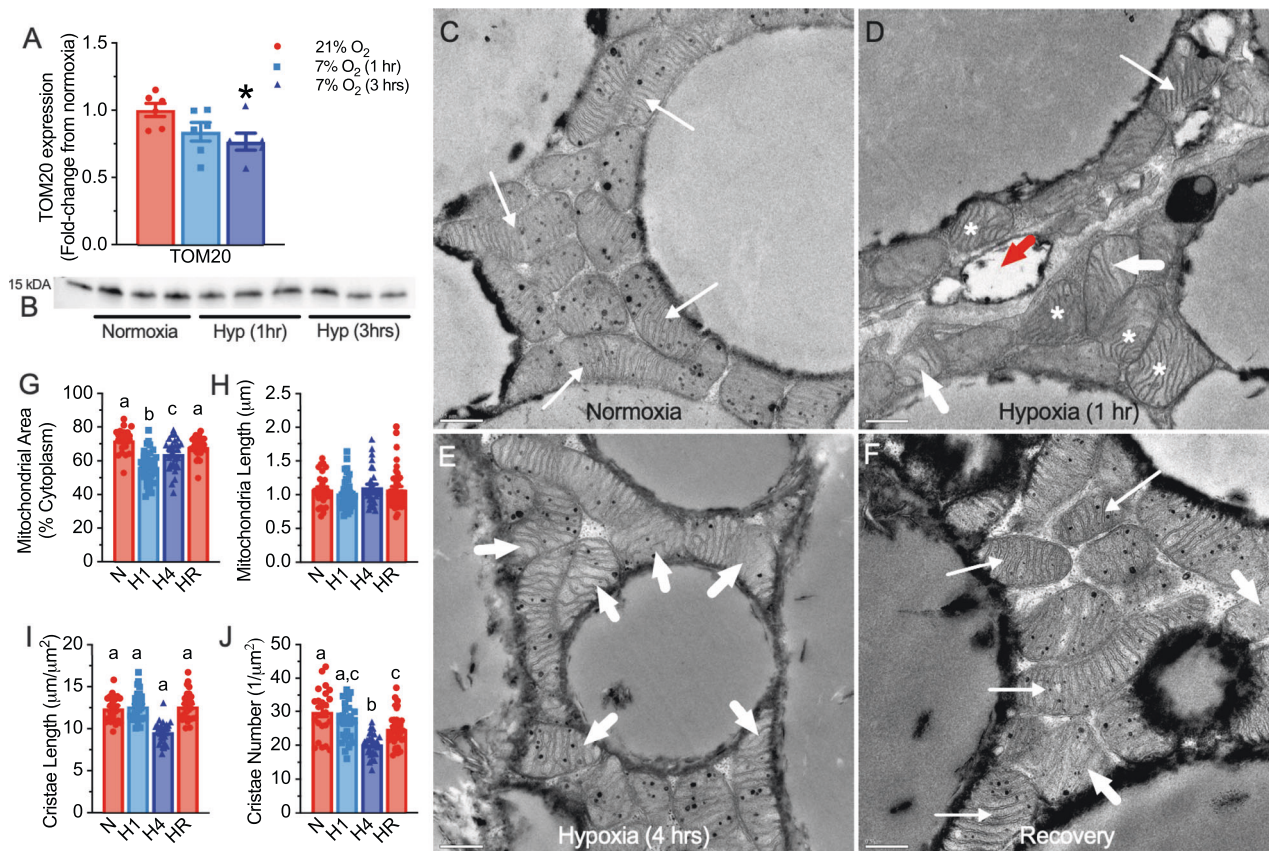 A
TOM20 expression
(Fold-change from normoxia)
1.5
1.0
0.5
0.0
*
TOM20
21% O₂
7% O₂ (1 hr)
7% O₂ (3 hrs)
15 kDA
B
Normoxia
Hyp (1hr)
Hyp (3hrs)
C
Normoxia
D
*
*
*
*
Hypoxia (1 hr)
G
Mitochondrial Area
(% Cytoplasm)
100
80
60
40
20
0
a
b
c
a
N
H1
H4
HR
H
Mitochondria Length (μm)
2.5
2.0
1.5
1.0
0.5
0.0
N
H1
H4
HR
E
Hypoxia (4 hrs)
F
Recovery
I
Cristae Length (μm/μm²)
20
15
10
5
0
a
a
a
a
N
H1
H4
HR
J
Cristae Number (1/μm²)
50
40
30
20
10
0
a
a,c
b
c
N
H1
H4
HR